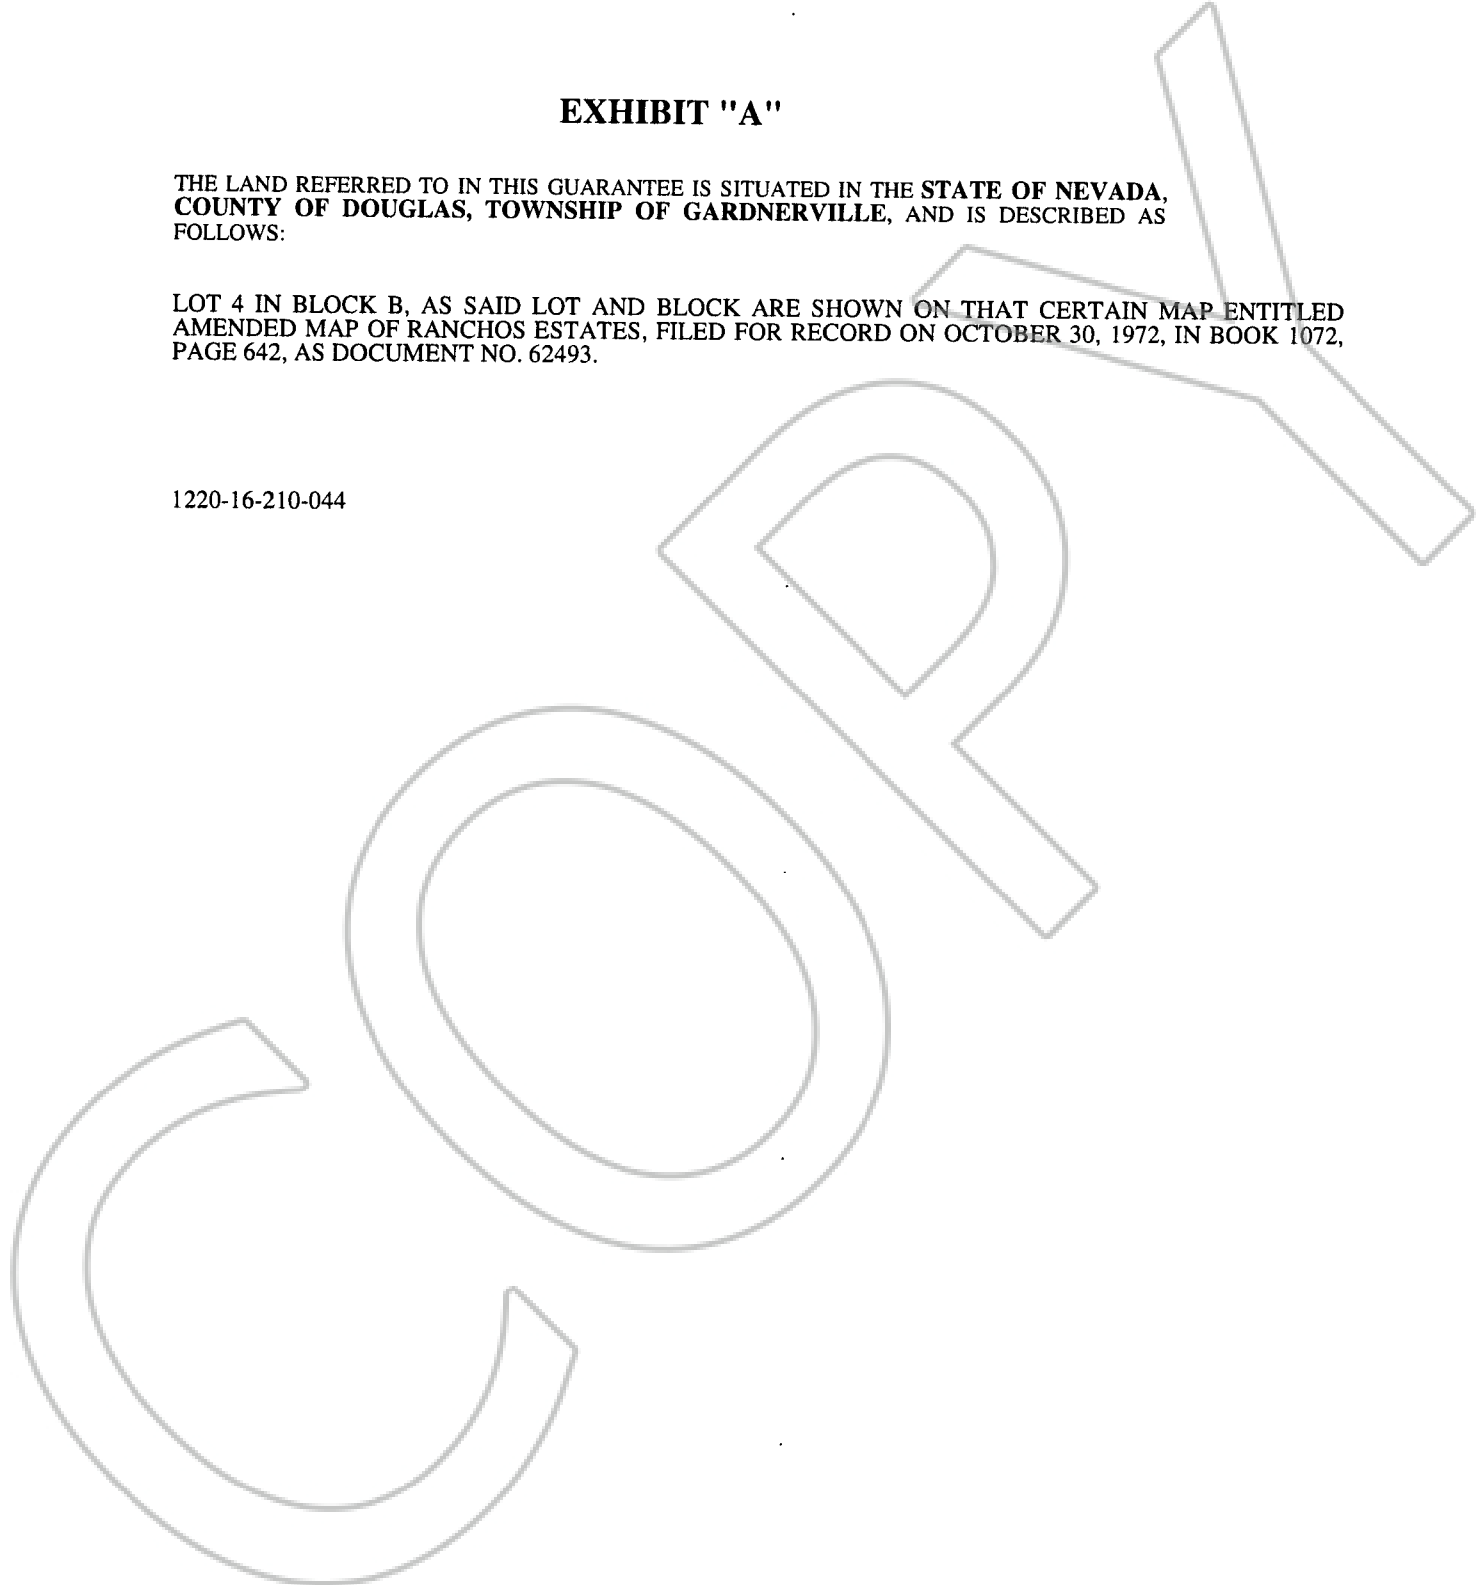 EXHIBIT "A"
THE LAND REFERRED TO IN THIS GUARANTEE IS SITUATED IN THE STATE OF NEVADA,
COUNTY OF DOUGLAS, TOWNSHIP OF GARDNERVILLE, AND IS DESCRIBED AS
FOLLOWS:
LOT 4 IN BLOCK B, AS SAID LOT AND BLOCK ARE SHOWN ON THAT CERTAIN MAP ENTITLED
AMENDED MAP OF RANCHOS ESTATES, FILED FOR RECORD ON OCTOBER 30, 1972, IN BOOK 1072,
PAGE 642, AS DOCUMENT NO. 62493.
1220-16-210-044
COPY